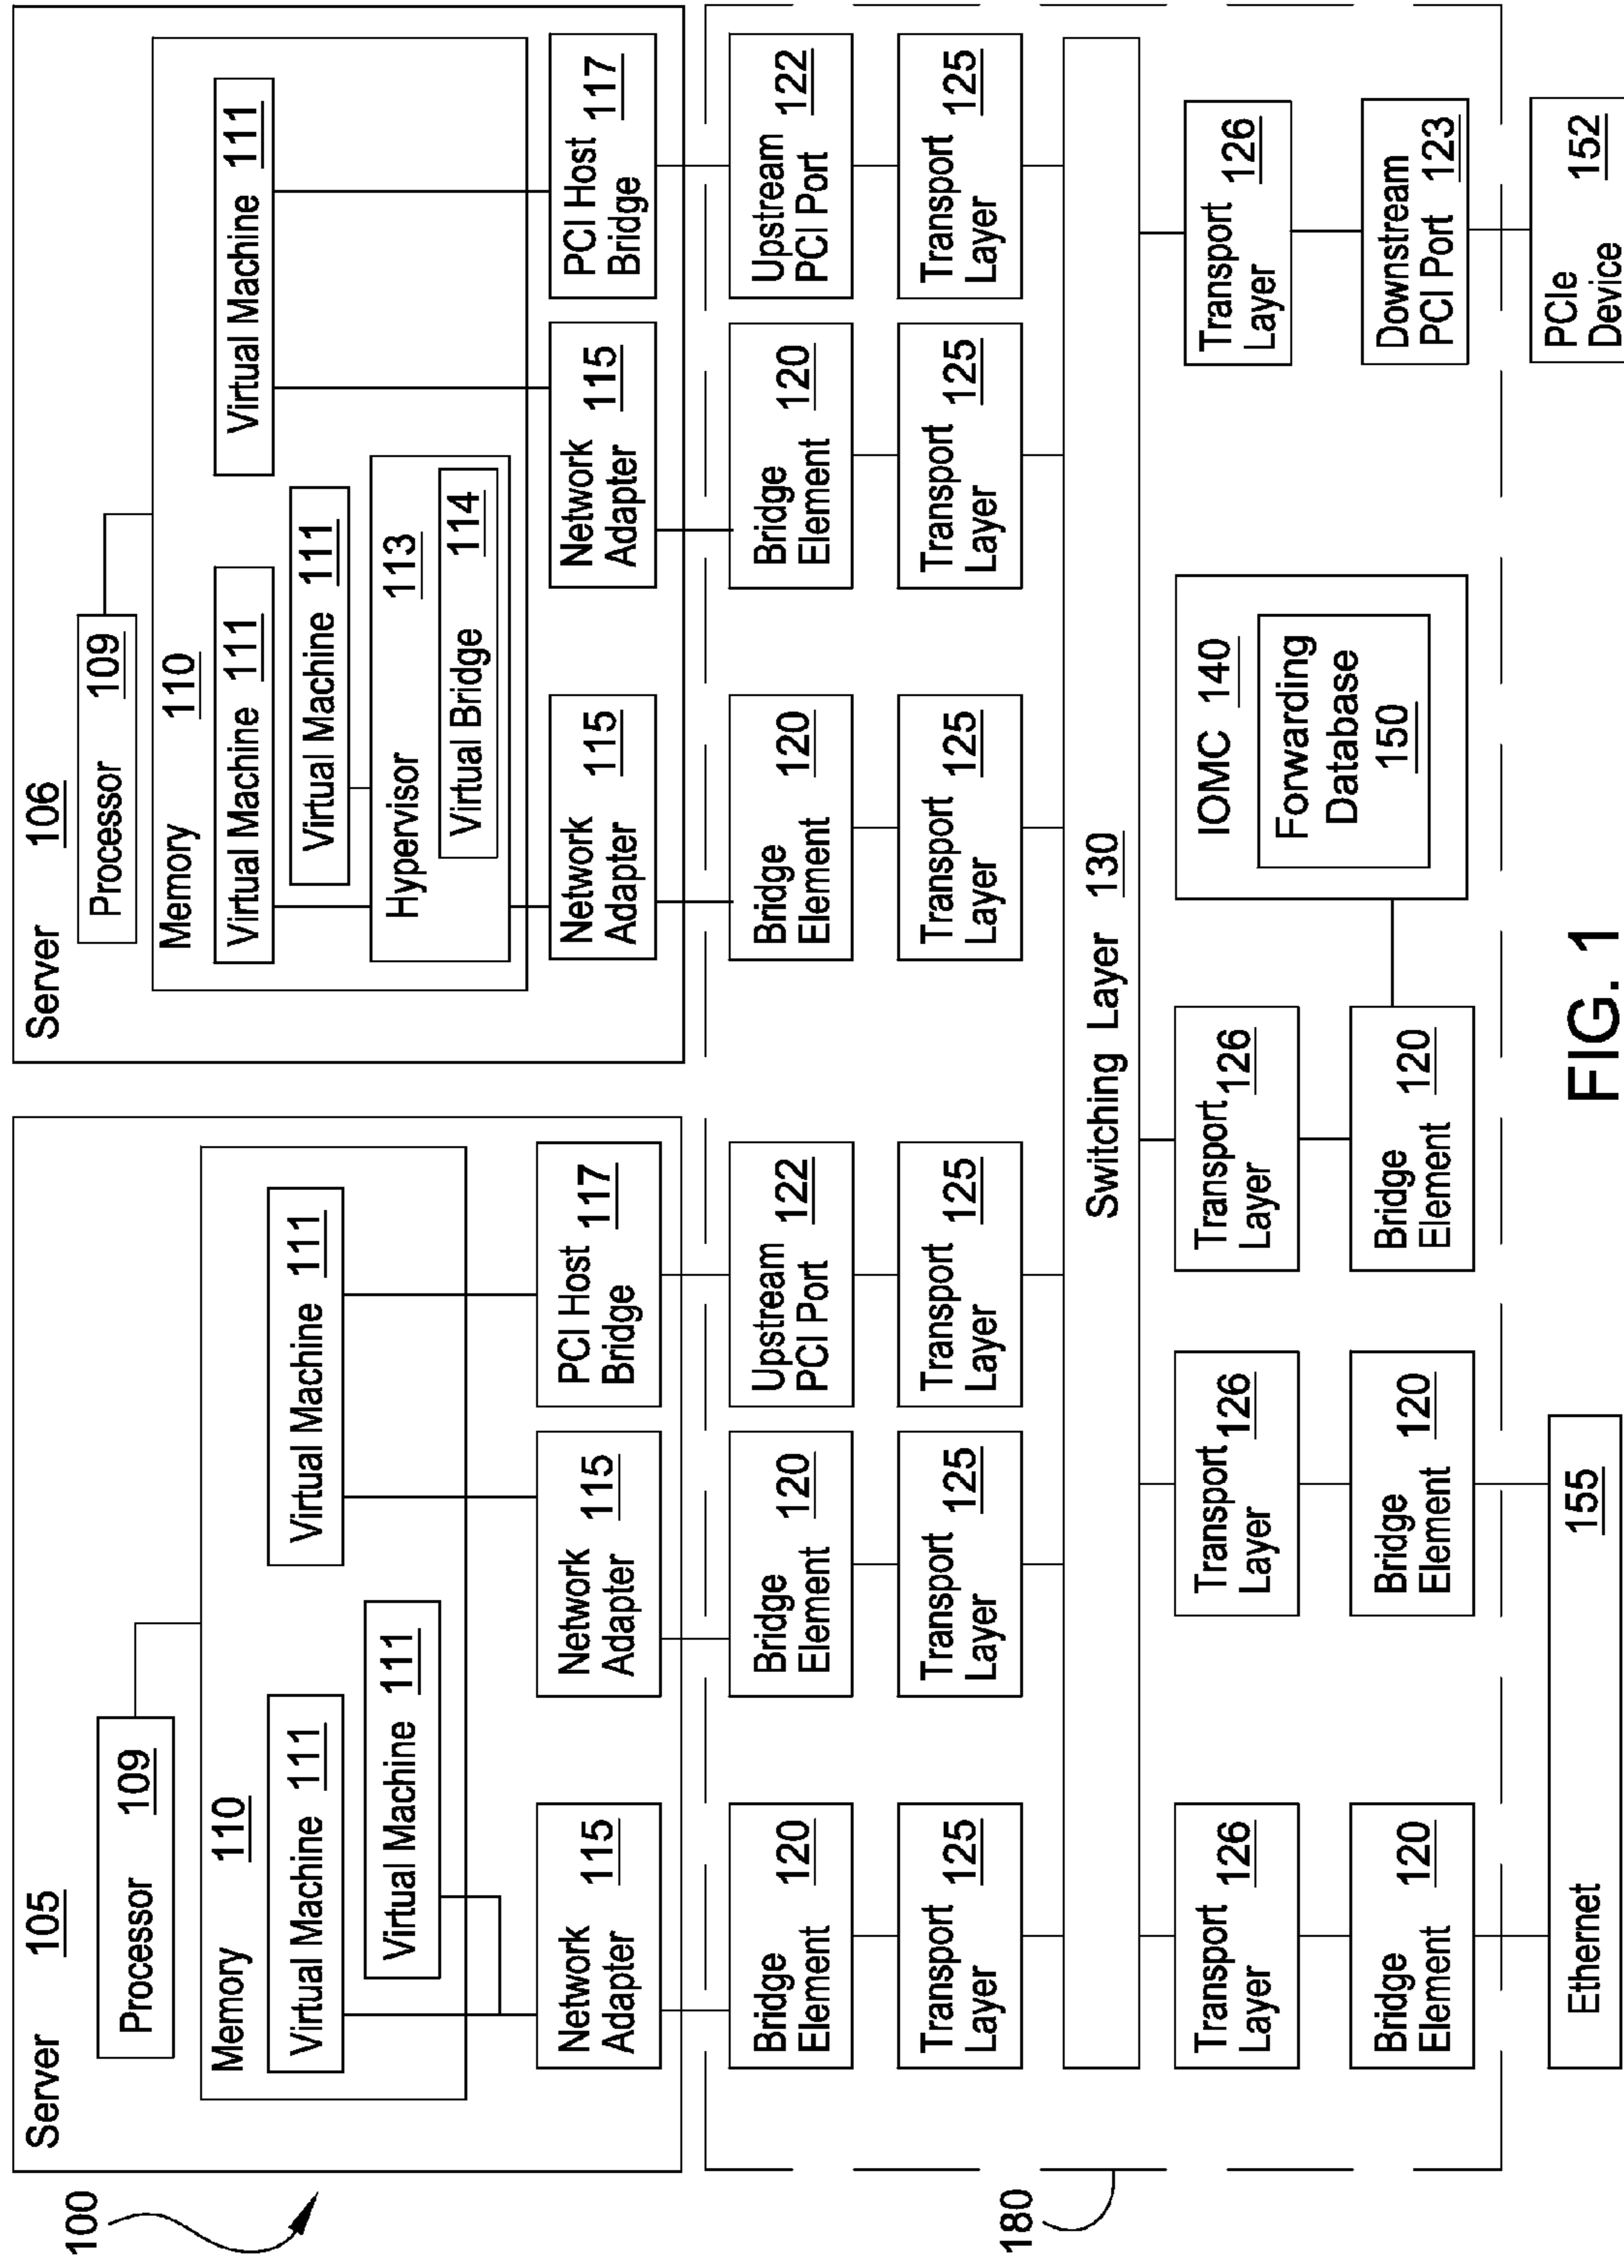 100
Server 105
Processor 109
Memory 110
Virtual Machine 111
Virtual Machine 111
Virtual Machine 111
Network
Adapter 115
Network
Adapter 115
PCI Host
Bridge 117
Server 106
Processor 109
Memory 110
Virtual Machine 111
Virtual Machine 111
Virtual Machine 111
Hypervisor 113
Virtual Bridge 114
Network
Adapter 115
Network
Adapter 115
PCI Host
Bridge 117
180
Bridge
Element 120
Bridge
Element 120
Upstream
PCI Port 122
Bridge
Element 120
Bridge
Element 120
Upstream
PCI Port 122
Transport
Layer 125
Transport
Layer 125
Transport
Layer 125
Transport
Layer 125
Transport
Layer 125
Transport
Layer 125
Switching Layer 130
Transport
Layer 126
Transport
Layer 126
Transport
Layer 126
Transport
Layer 126
IOMC 140
Forwarding
Database
150
Bridge
Element 120
Bridge
Element 120
Bridge
Element 120
Downstream
PCI Port 123
Ethernet 155
PCIe
Device 152
FIG. 1